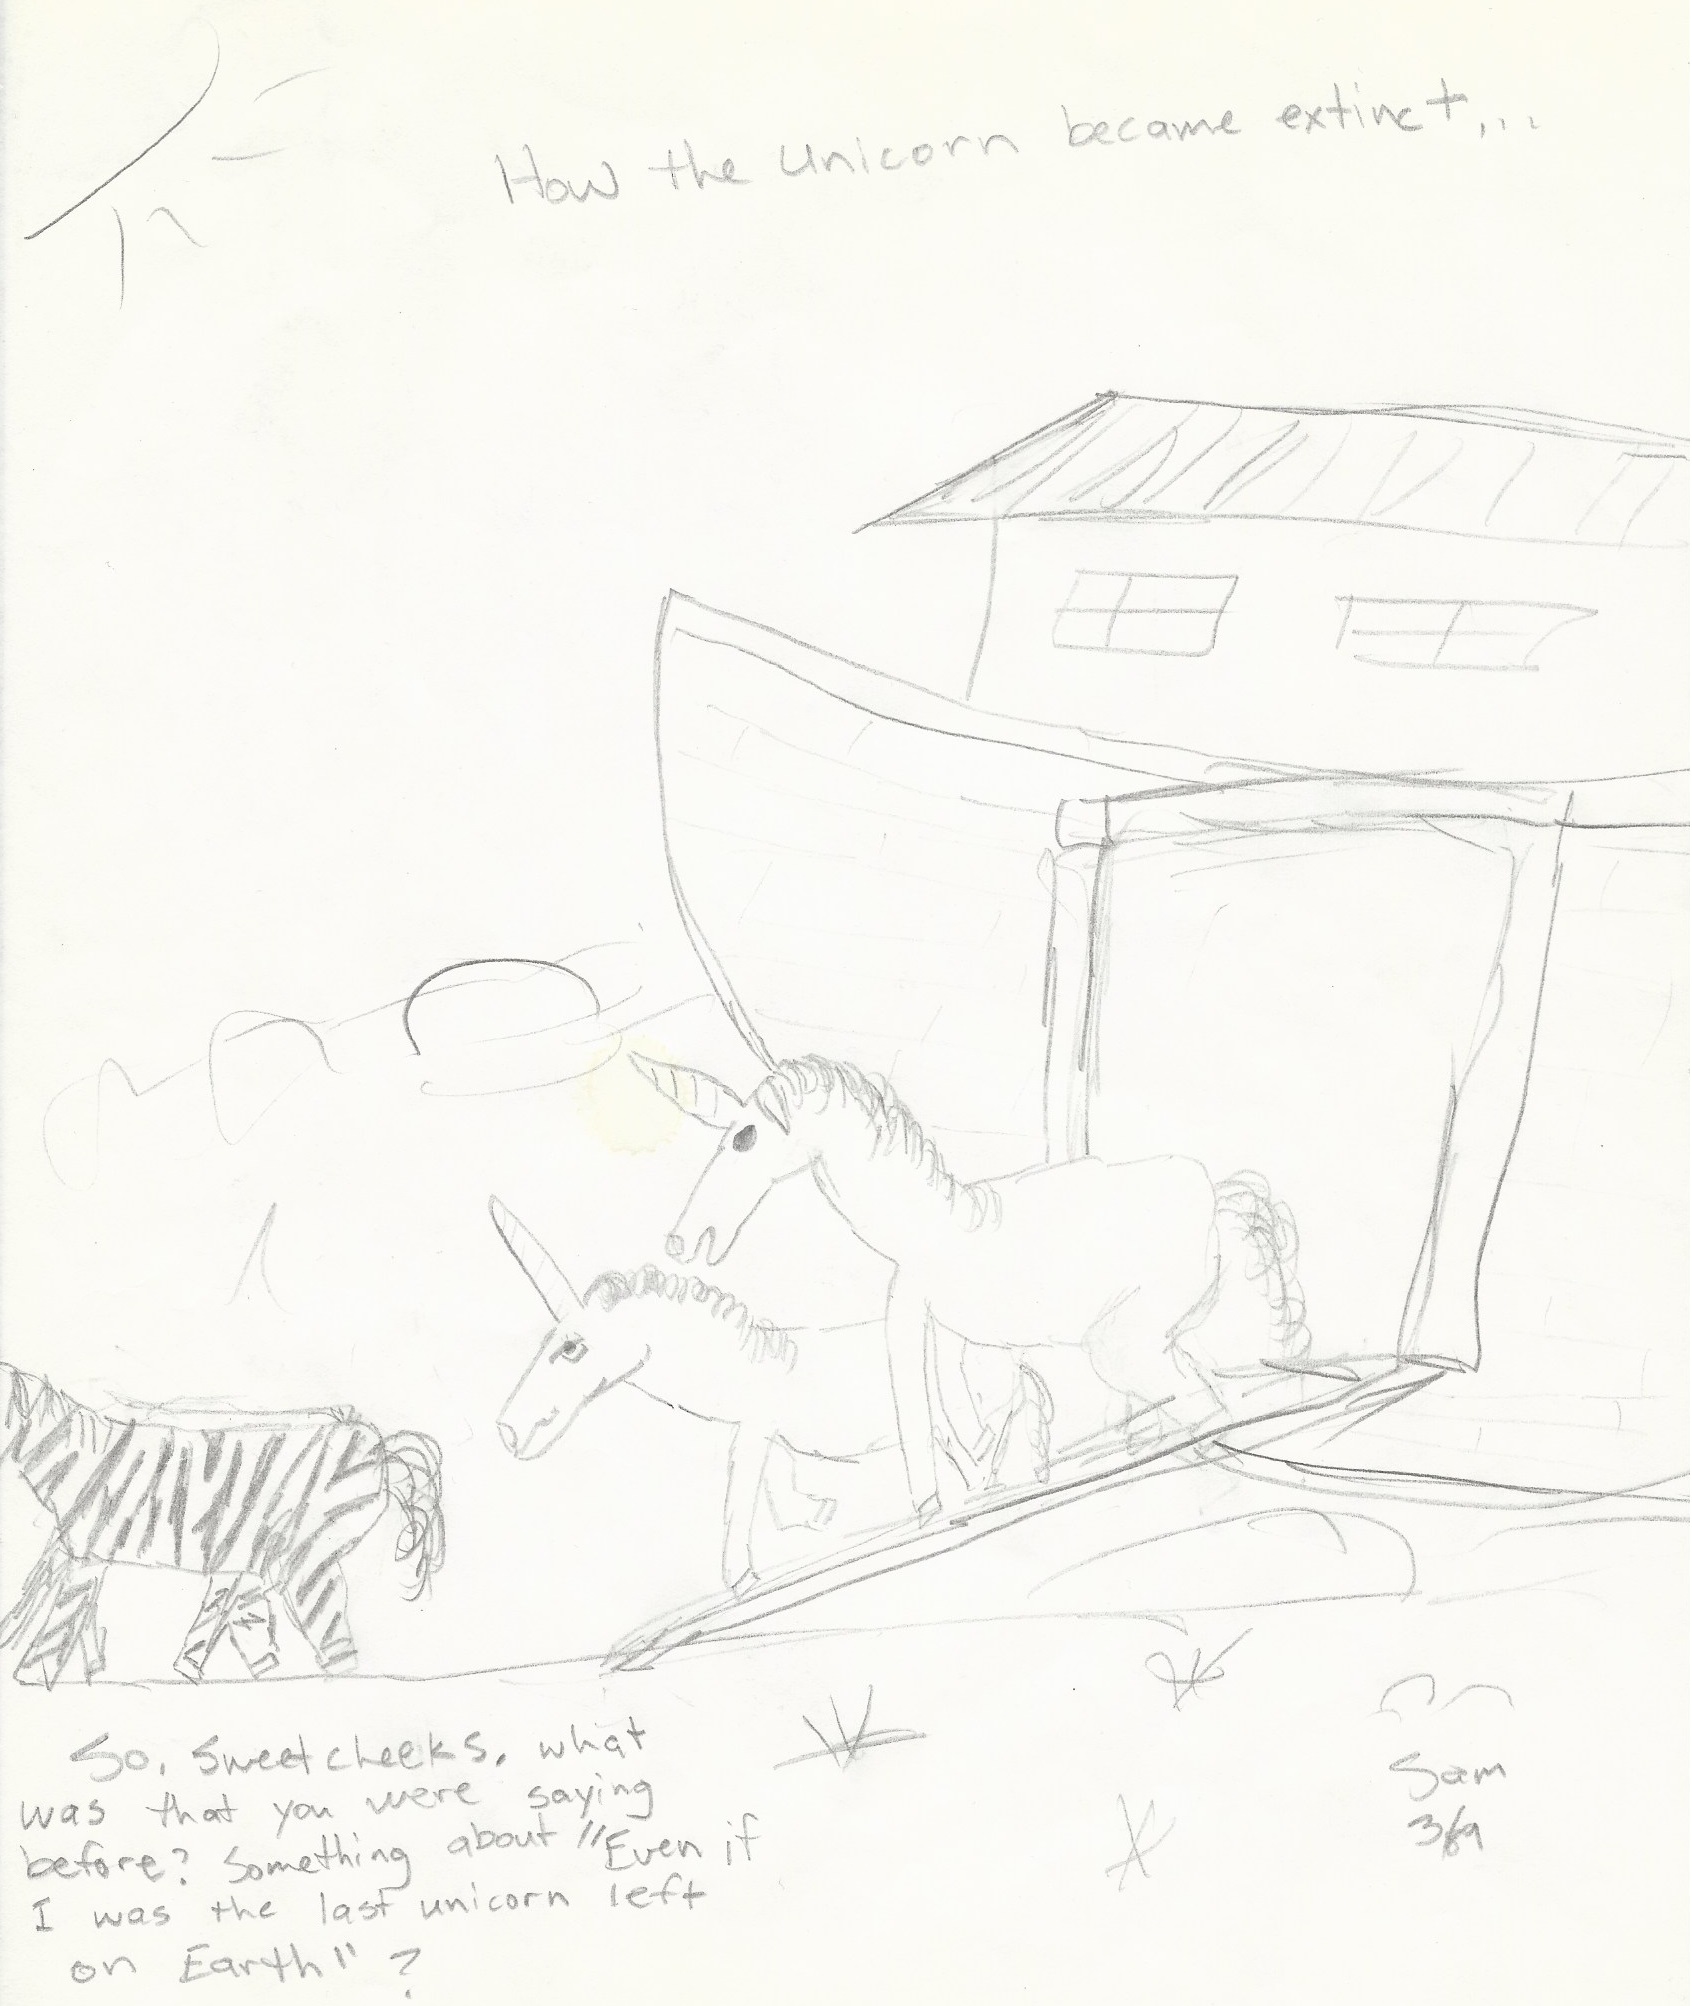 How the unicorn became extinct...
So, Sweetcheeks, what
was that you were saying
before? Something about "Even if
I was the last unicorn left
on Earth"?
Sam
3/69